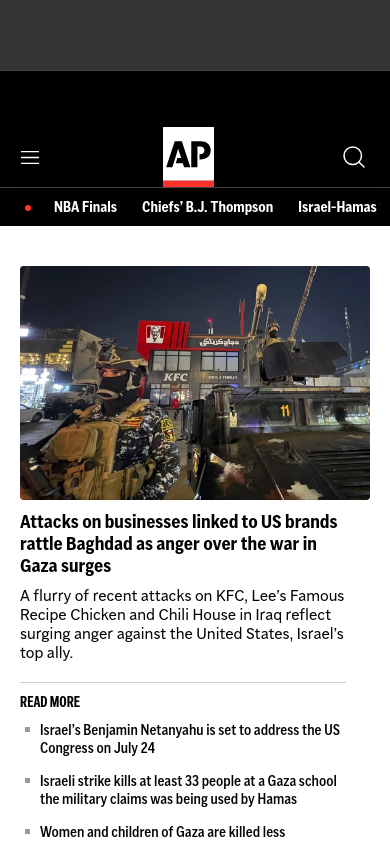 AP
NBA Finals
Chiefs’ B.J. Thompson
Israel-Hamas
KFC
KFC
11
Attacks on businesses linked to US brands
rattle Baghdad as anger over the war in
Gaza surges
A flurry of recent attacks on KFC, Lee’s Famous
Recipe Chicken and Chili House in Iraq reflect
surging anger against the United States, Israel’s
top ally.
READ MORE
Israel’s Benjamin Netanyahu is set to address the US
Congress on July 24
Israeli strike kills at least 33 people at a Gaza school
the military claims was being used by Hamas
Women and children of Gaza are killed less